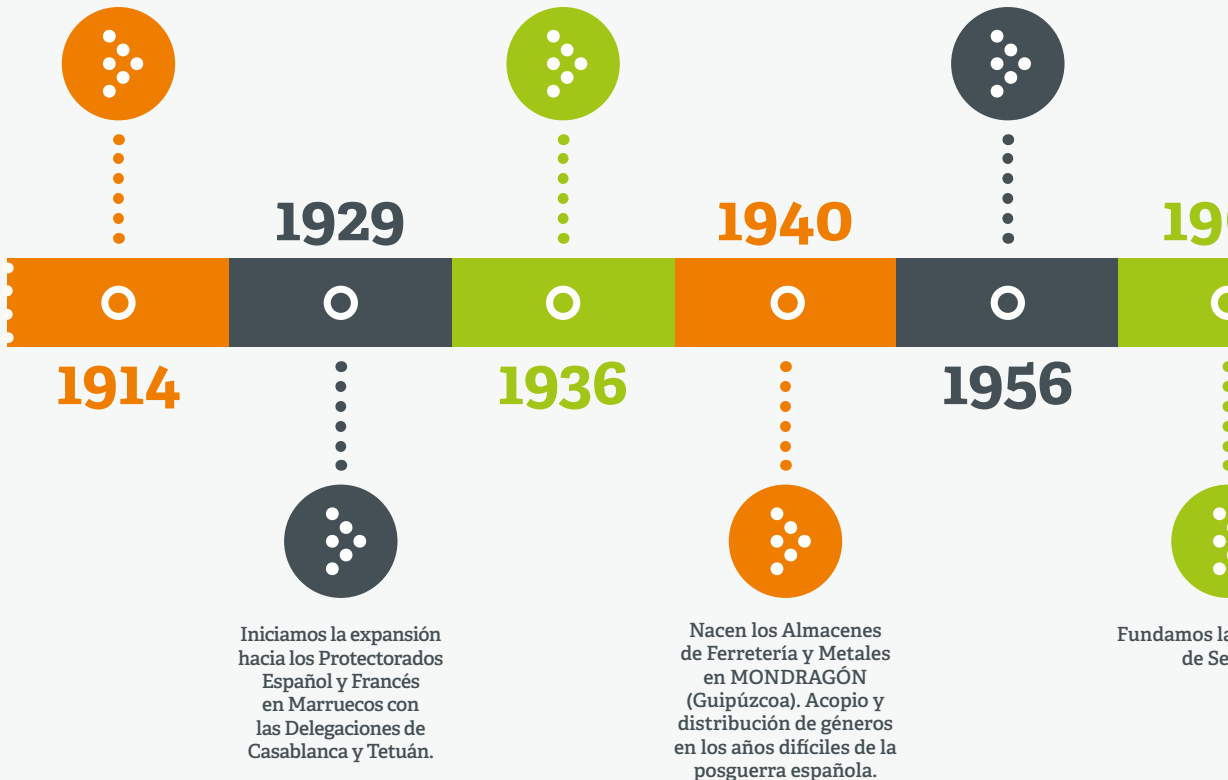 1929
1940
1914
1936
1956
Iniciamos la expansión
hacia los Protectorados
Español y Francés
en Marruecos con
las Delegaciones de
Casablanca y Tetuán.
Nacen los Almacenes
de Ferretería y Metales
en MONDRAGÓN
(Guipúzcoa). Acopio y
distribución de géneros
en los años difíciles de la
posguerra española.
Fundamos
de